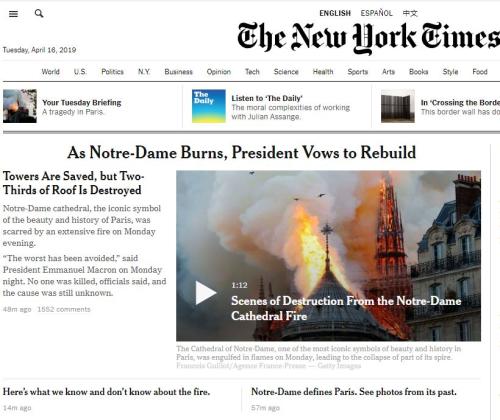 ENGLISH ESPAÑOL 中文
The New York Times
Tuesday, April 16, 2019
World U.S. Politics N.Y. Business Opinion Tech Science Health Sports Arts Books Style Food
Your Tuesday Briefing
A tragedy in Paris.
The
Daily
Listen to ‘The Daily’
The moral complexities of working
with Julian Assange.
In ‘Crossing the Borde
This border wall has do
As Notre-Dame Burns, President Vows to Rebuild
Towers Are Saved, but Two-
Thirds of Roof Is Destroyed
Notre-Dame cathedral, the iconic symbol
of the beauty and history of Paris, was
scarred by an extensive fire on Monday
evening.
“The worst has been avoided,” said
President Emmanuel Macron on Monday
night. No one was killed, officials said, and
the cause was still unknown.
48m ago 1552 comments
1:12
Scenes of Destruction From the Notre-Dame
Cathedral Fire
The Cathedral of Notre-Dame, one of the most iconic symbols of beauty and history in
Paris, was engulfed in flames on Monday, leading to the collapse of part of its spire.
Francois Guillot/Agence France-Presse — Getty Images
Here’s what we know and don’t know about the fire.
14m ago
Notre-Dame defines Paris. See photos from its past.
57m ago